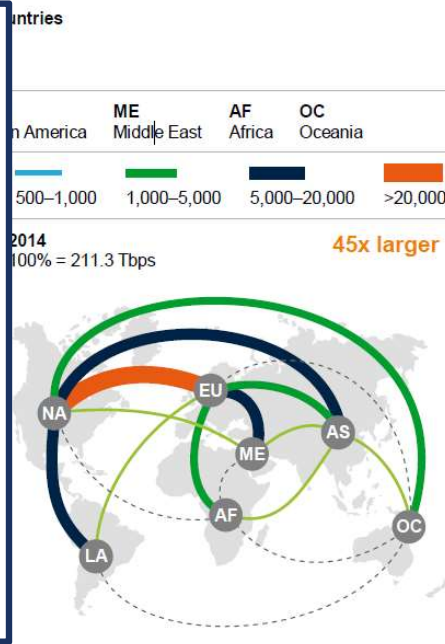 untries
ME AF OC
n America Middle East Africa Oceania
500–1,000 1,000–5,000 5,000–20,000 >20,000
2014 45x larger
100% = 211.3 Tbps
EU
NA
AS
ME
AF
OC
LA